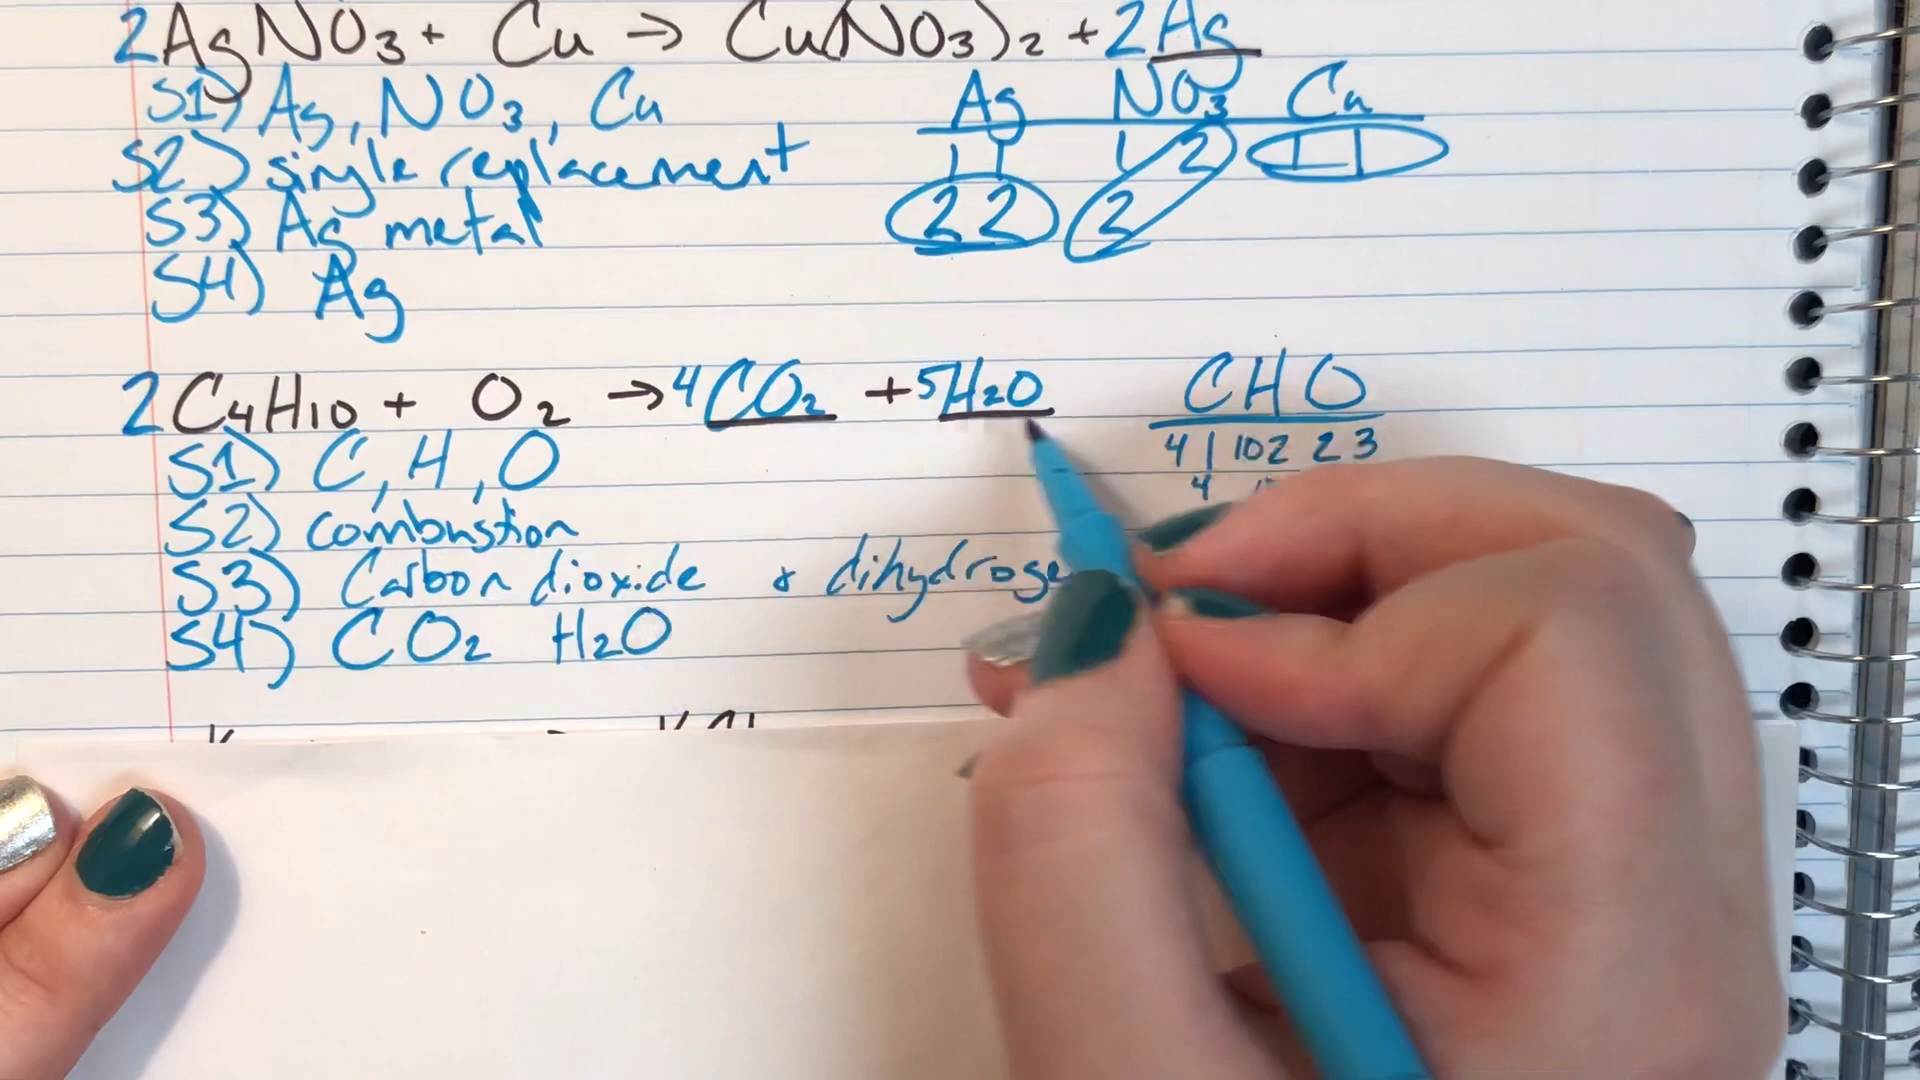 2AgNO₃ + Cu → Cu(NO₃)₂ + 2Ag
S1) Ag, NO₃, Cu
Ag NO₃ Cu
S2) single replacement
1 1 1 2 1 1
S3) Ag metal
2 2 2
S4) Ag
2C₄H₁₀ + O₂ → 4CO₂ + 5H₂O
C H O
S1) C, H, O
4 1 10 2 2 3
4
S2) combustion
S3) Carbon dioxide &
S4) CO₂ H₂O